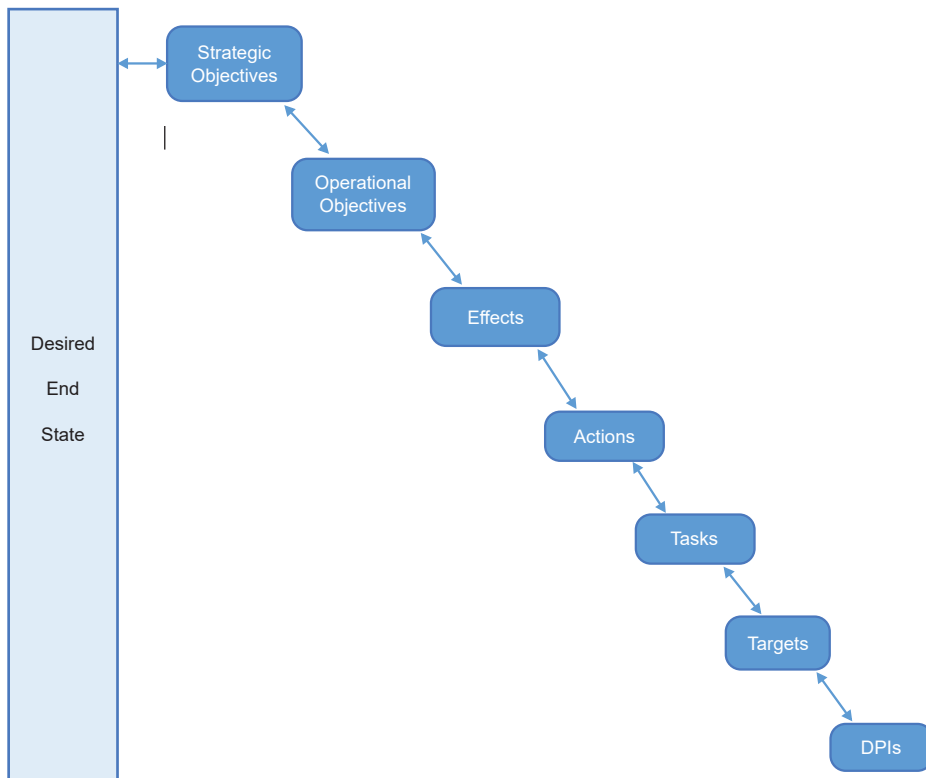 Strategic
Objectives
Operational
Objectives
Effects
Desired
End
State
Actions
Tasks
Targets
DPIs